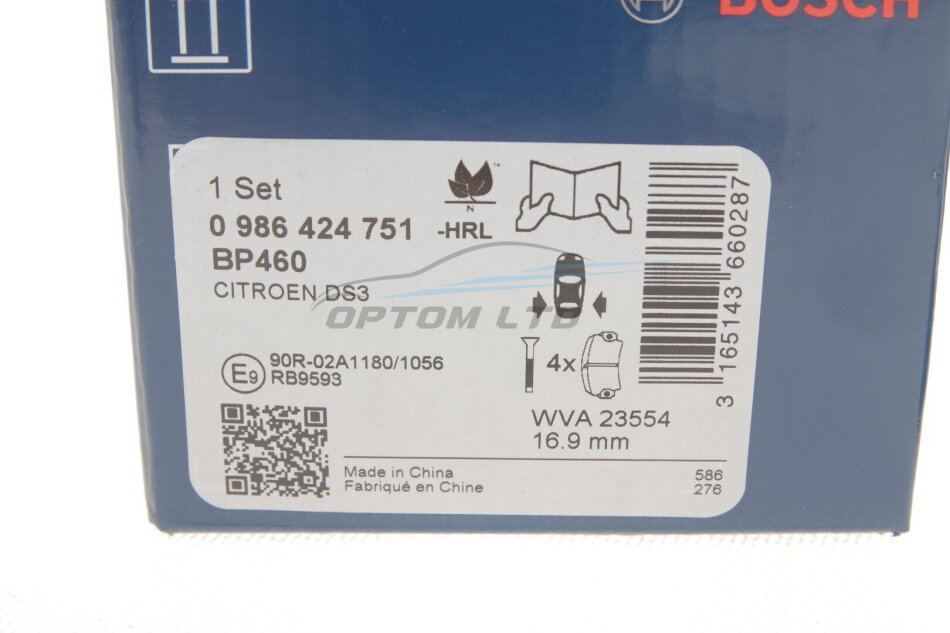 BOSCH
1 Set
0 986 424 751 -HRL
BP460
CITROEN DS3
OPTOM LTD
E9 90R-02A1180/1056
RB9593
N
TM
4x
WVA 23554
16.9 mm
3 165143 660287
Made in China
Fabriqué en Chine
586
276